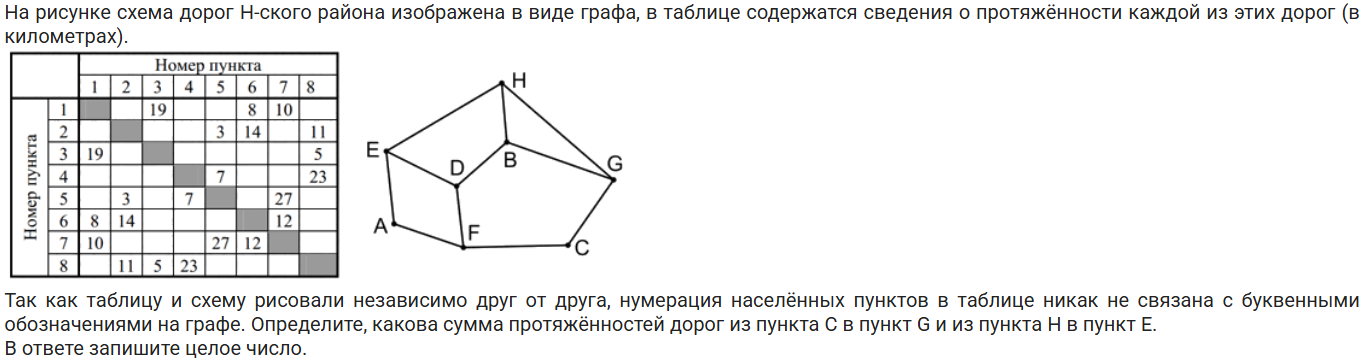 На рисунке схема дорог Н-ского района изображена в виде графа, в таблице содержатся сведения о протяжённости каждой из этих дорог (в
километрах).
Номер пункта
1 2 3 4 5 6 7 8
Номер пункта
1 19 8 10
2 3 14 11
3 19 5
4 7 23
5 3 7 27
6 8 14 12
7 10 27 12
8 11 5 23
H
E
D
B
G
A
F
C
Так как таблицу и схему рисовали независимо друг от друга, нумерация населённых пунктов в таблице никак не связана с буквенными
обозначениями на графе. Определите, какова сумма протяжённостей дорог из пункта C в пункт G и из пункта H в пункт E.
В ответе запишите целое число.